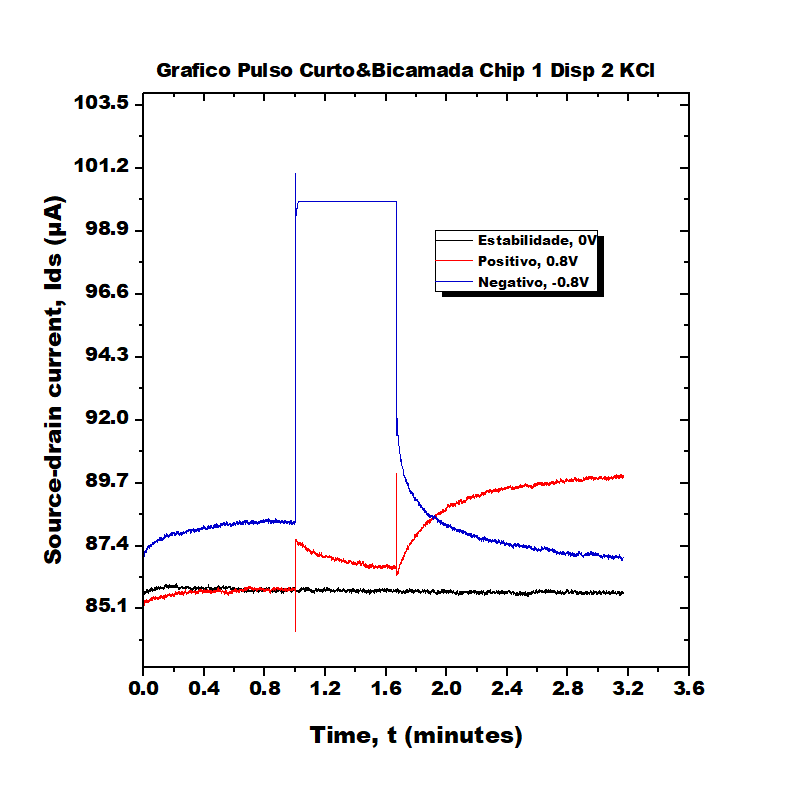 Grafico Pulso Curto&Bicamada Chip 1 Disp 2 KCl
103.5
101.2
98.9
96.6
94.3
92.0
89.7
87.4
85.1
Source-drain current, Ids (µA)
Estabilidade, 0V
Positivo, 0.8V
Negativo, -0.8V
0.0 0.4 0.8 1.2 1.6 2.0 2.4 2.8 3.2 3.6
Time, t (minutes)